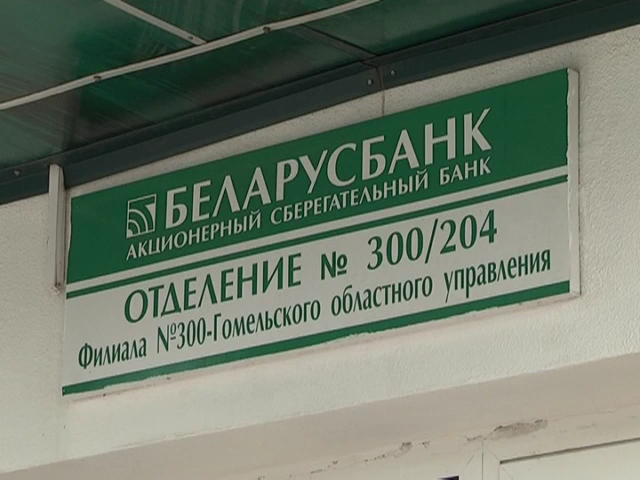 БЕЛАРУСБАНК
АКЦИОНЕРНЫЙ СБЕРЕГАТЕЛЬНЫЙ БАНК
ОТДЕЛЕНИЕ № 300/204
Филиала №300-Гомельского областного управления